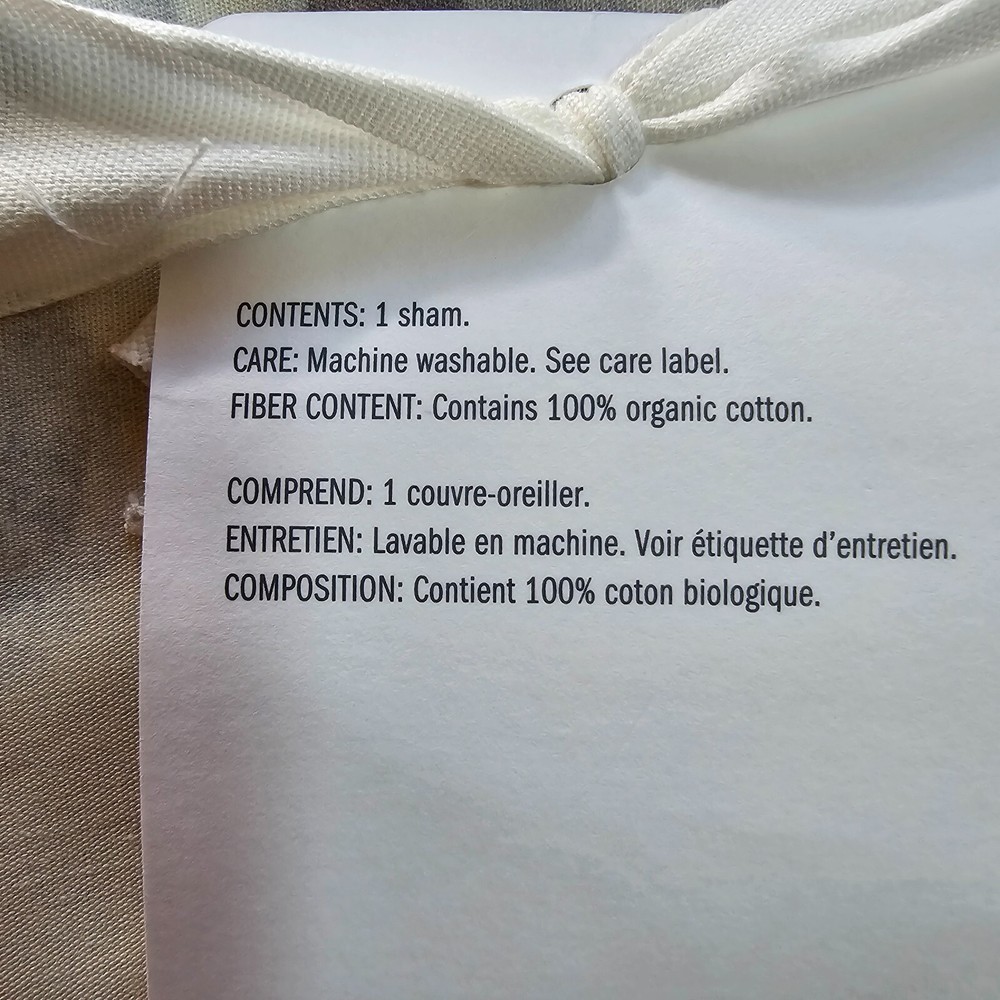 CONTENTS: 1 sham.
CARE: Machine washable. See care label.
FIBER CONTENT: Contains 100% organic cotton.
COMPREND: 1 couvre-oreiller.
ENTRETIEN: Lavable en machine. Voir étiquette d’entretien.
COMPOSITION: Contient 100% coton biologique.